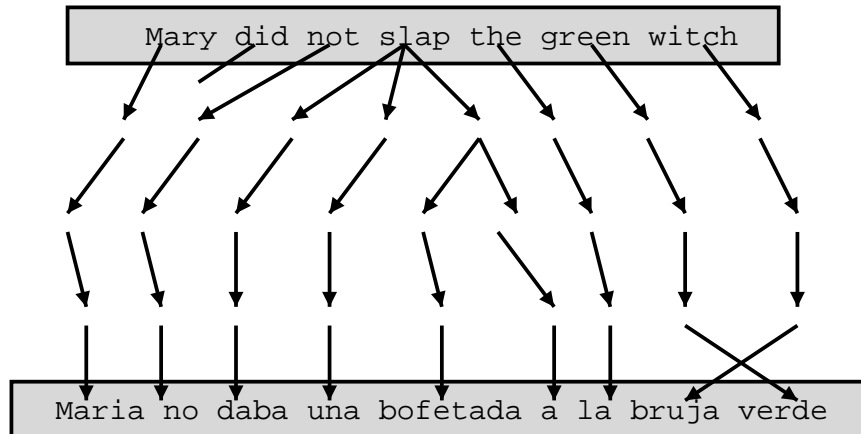 Mary did not slap the green witch
Maria no daba una bofetada a la bruja verde